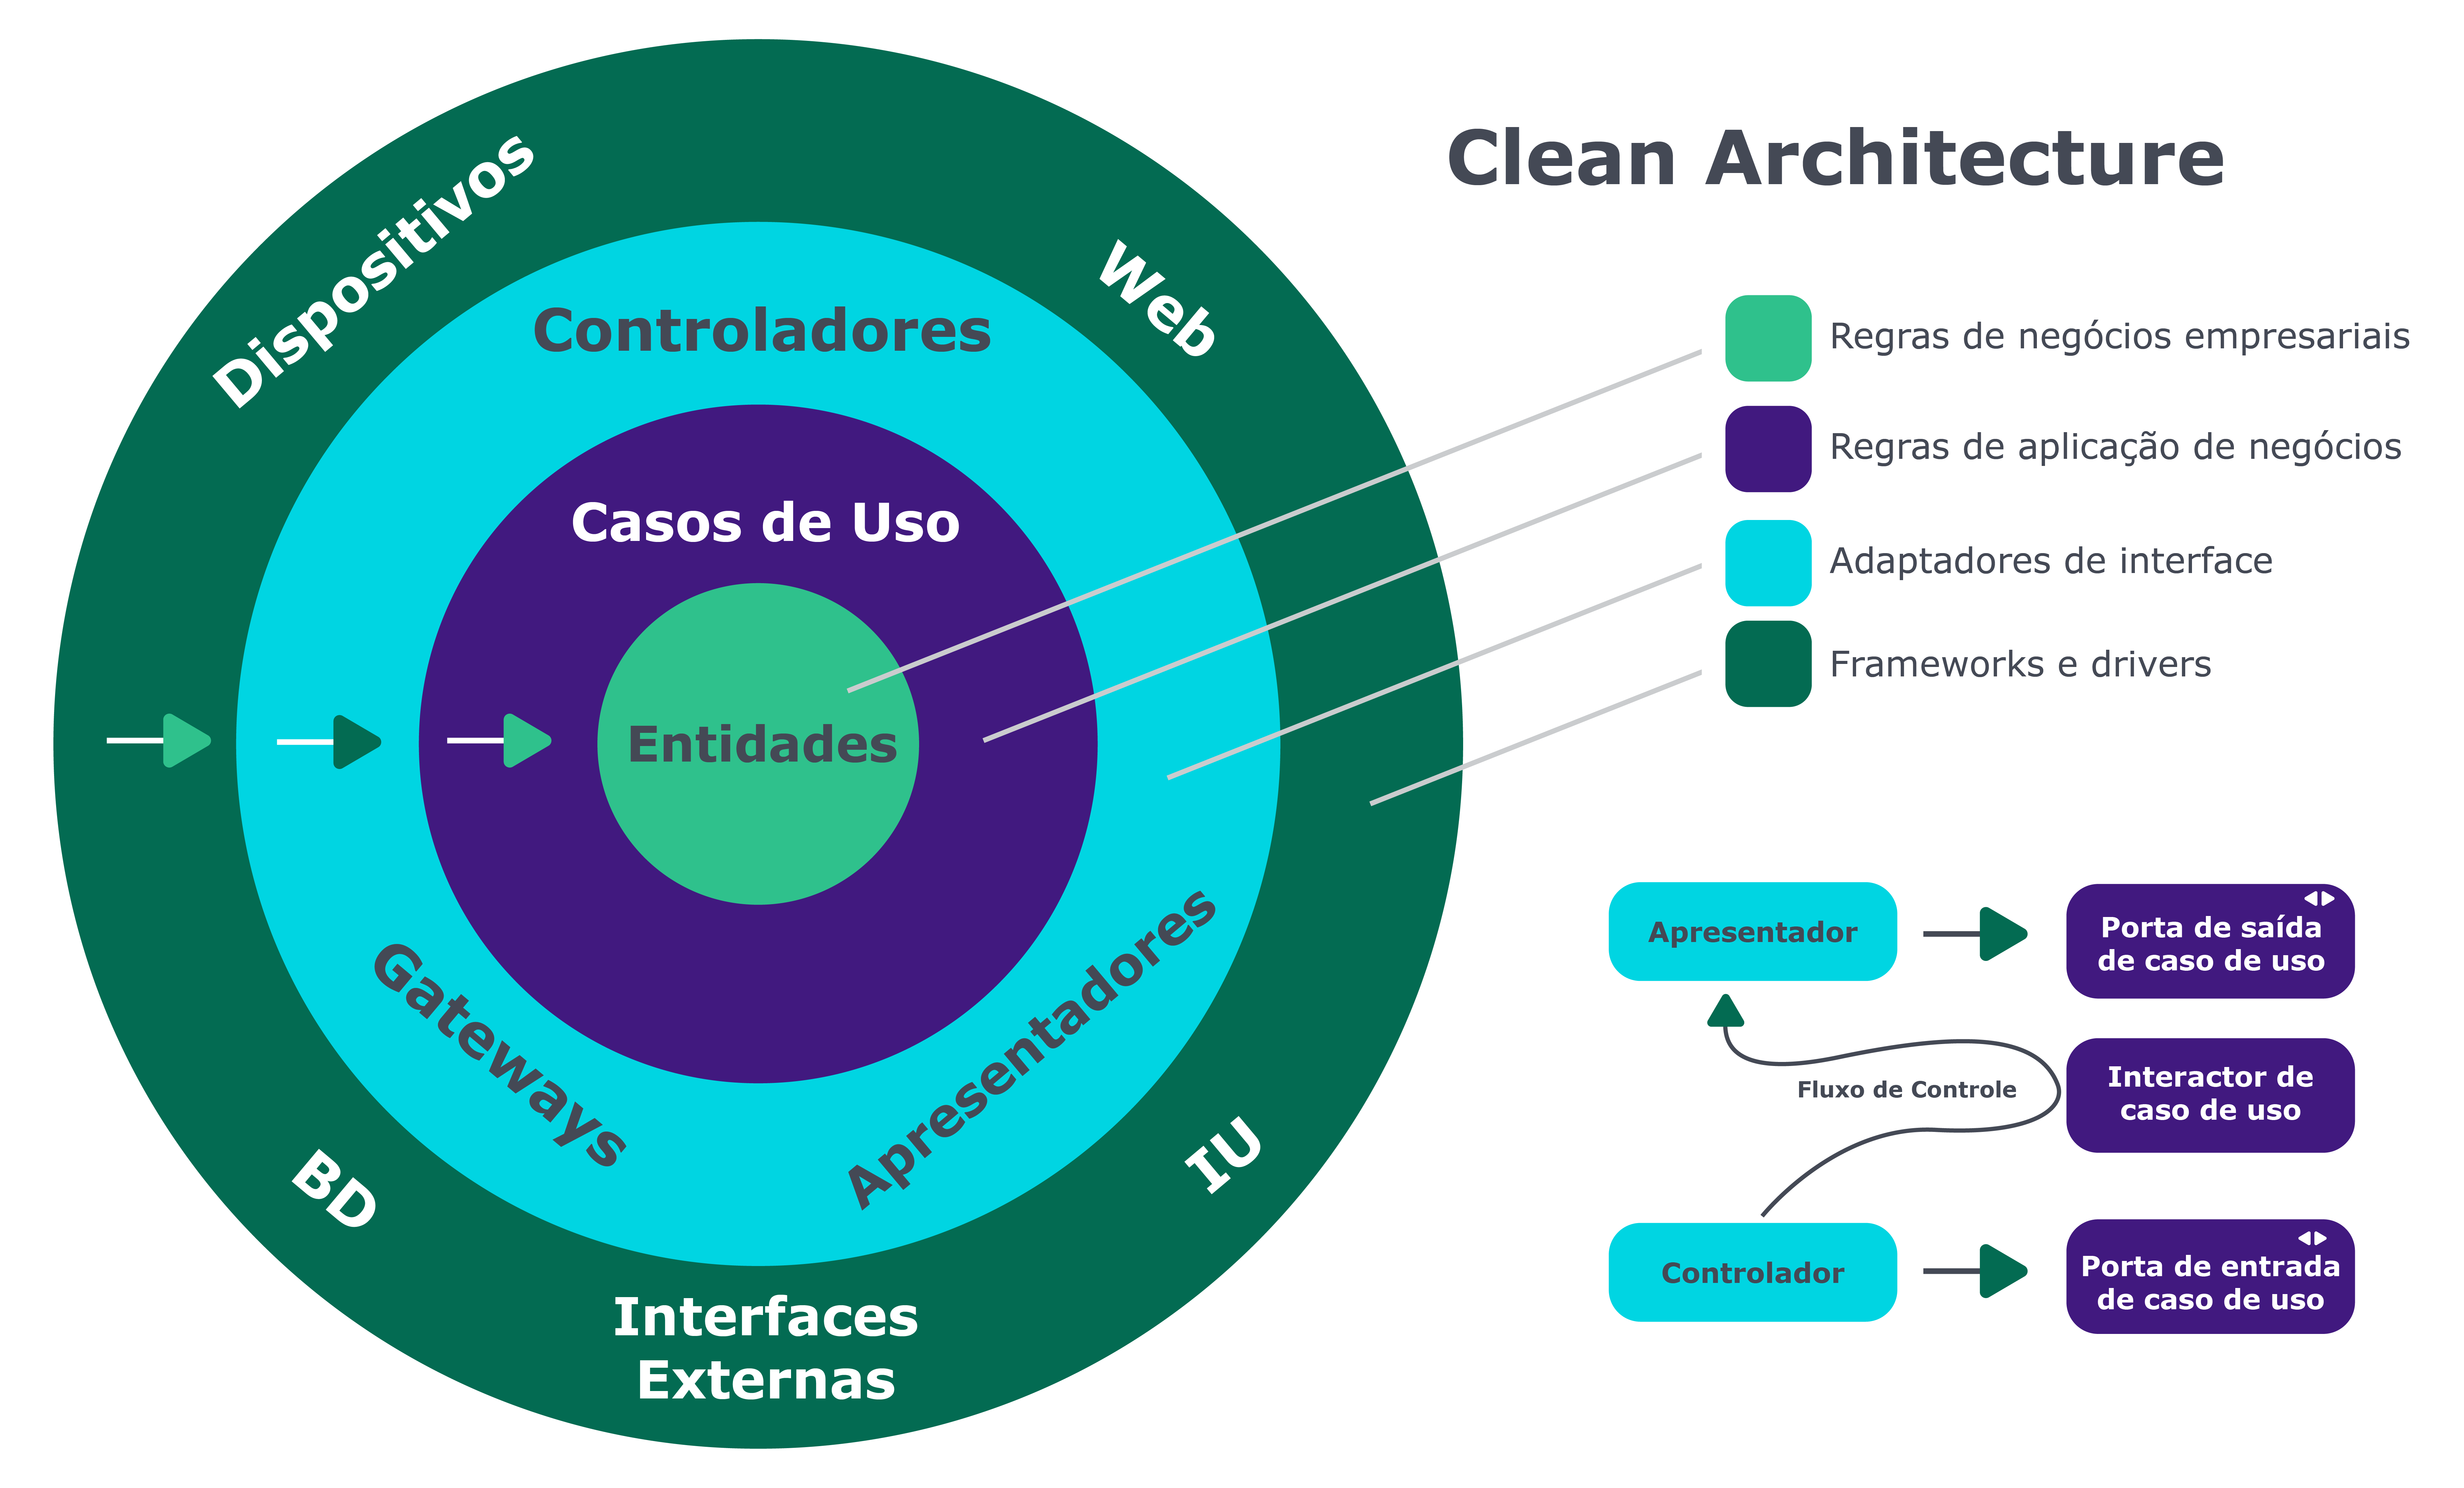 Clean Architecture
Dispositivos
Web
Controladores
Casos de Uso
Entidades
Gateways
Apresentadores
BD
IU
Interfaces
Externas
Regras de negócios empresariais
Regras de aplicação de negócios
Adaptadores de interface
Frameworks e drivers
Apresentador
Porta de saída
de caso de uso
Fluxo de Controle
Interactor de
caso de uso
Controlador
Porta de entrada
de caso de uso